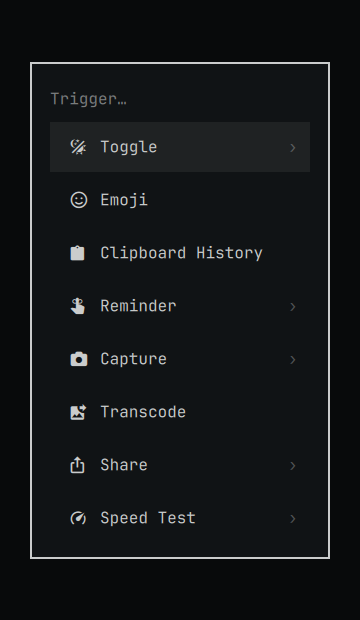 Trigger…
Toggle
Emoji
Clipboard History
Reminder
Capture
Transcode
Share
Speed Test